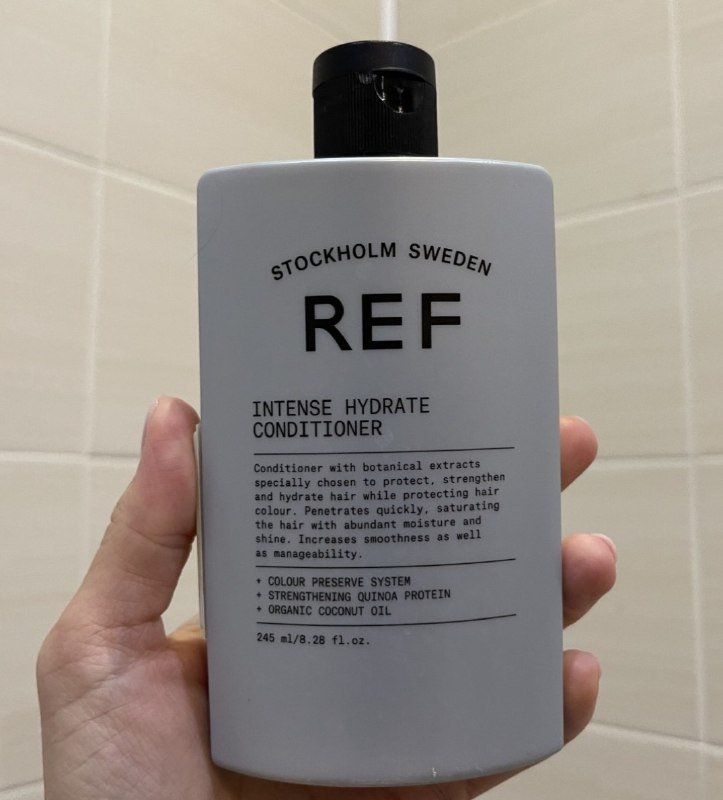 STOCKHOLM SWEDEN
REF
INTENSE HYDRATE
CONDITIONER
Conditioner with botanical extracts
specially chosen to protect, strengthen
and hydrate hair while protecting hair
colour. Penetrates quickly, saturating
the hair with abundant moisture and
shine. Increases smoothness as well
as manageability.
+ COLOUR PRESERVE SYSTEM
+ STRENGTHENING QUINOA PROTEIN
+ ORGANIC COCONUT OIL
245 ml/8.28 fl.oz.